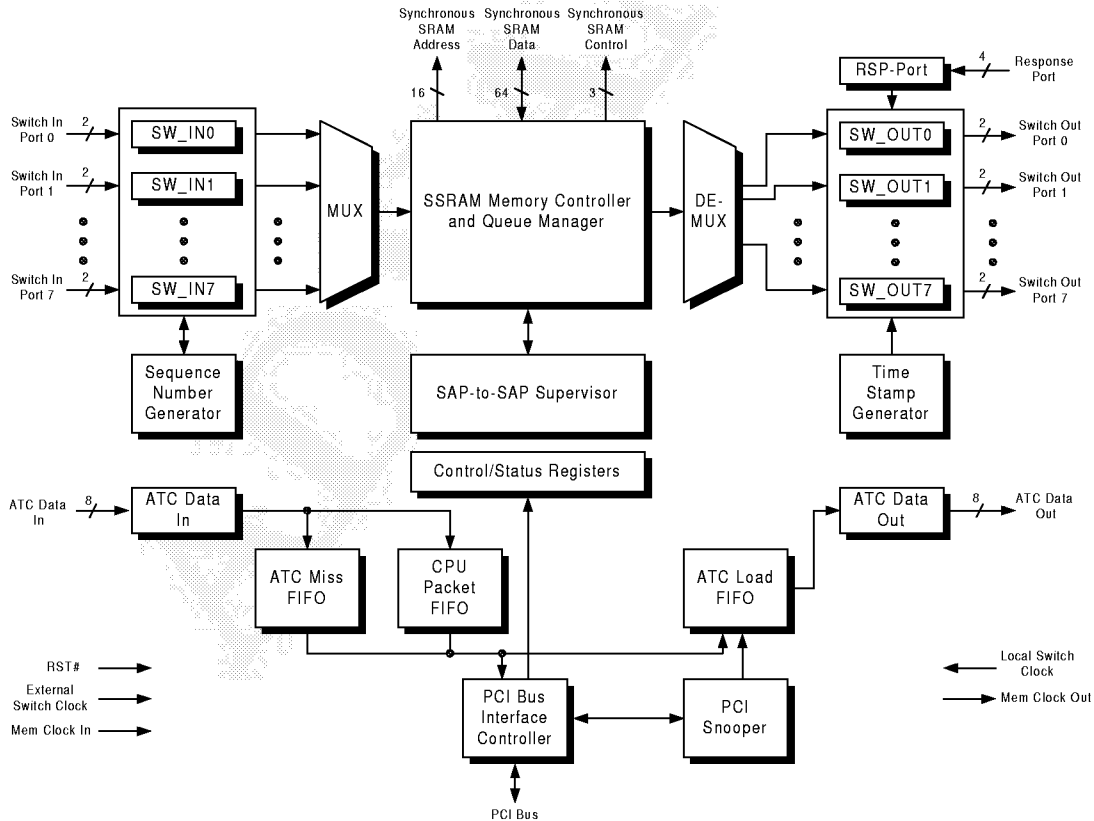 Synchronous
SRAM
Address
Synchronous
SRAM
Data
Synchronous
SRAM
Control
16
64
3
RSP-Port
4
Response
Port
Switch In
Port 0
2
SW_IN0
Switch In
Port 1
2
SW_IN1
Switch In
Port 7
2
SW_IN7
MUX
SSRAM Memory Controller
and Queue Manager
DE-
MUX
SW_OUT0
2
Switch Out
Port 0
SW_OUT1
2
Switch Out
Port 1
SW_OUT7
2
Switch Out
Port 7
Sequence
Number
Generator
SAP-to-SAP Supervisor
Time
Stamp
Generator
Control/Status Registers
ATC Data
In
8
ATC Data
In
ATC Data
Out
8
ATC Data
Out
ATC Miss
FIFO
CPU
Packet
FIFO
ATC Load
FIFO
RST#
External
Switch Clock
Mem Clock In
PCI Bus
Interface
Controller
PCI
Snooper
Local Switch
Clock
Mem Clock Out
PCI Bus